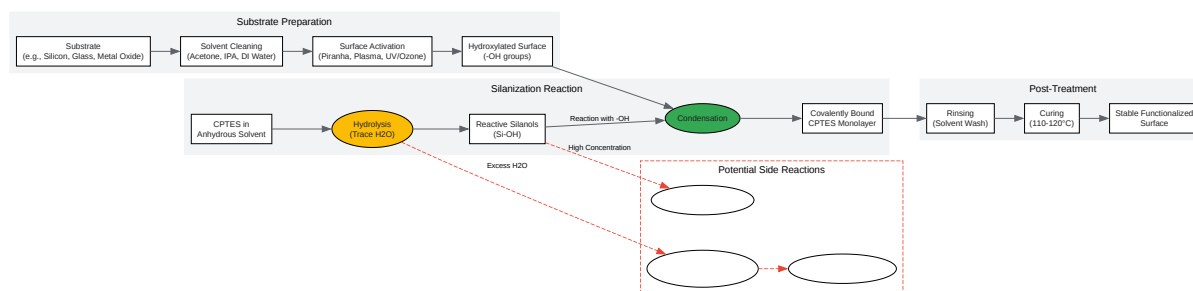 Substrate Preparation
Substrate
(e.g., Silicon, Glass, Metal Oxide)
Solvent Cleaning
(Acetone, IPA, DI Water)
Surface Activation
(Piranha, Plasma, UV/Ozone)
Hydroxylated Surface
(-OH groups)
Silanization Reaction
CPTES in
Anhydrous Solvent
Hydrolysis
(Trace H2O)
Reactive Silanols
(Si-OH)
Reaction with -OH
Condensation
Covalently Bound
CPTES Monolayer
Post-Treatment
Rinsing
(Solvent Wash)
Curing
(110-120°C)
Stable Functionalized
Surface
High Concentration
Excess H2O
Potential Side Reactions